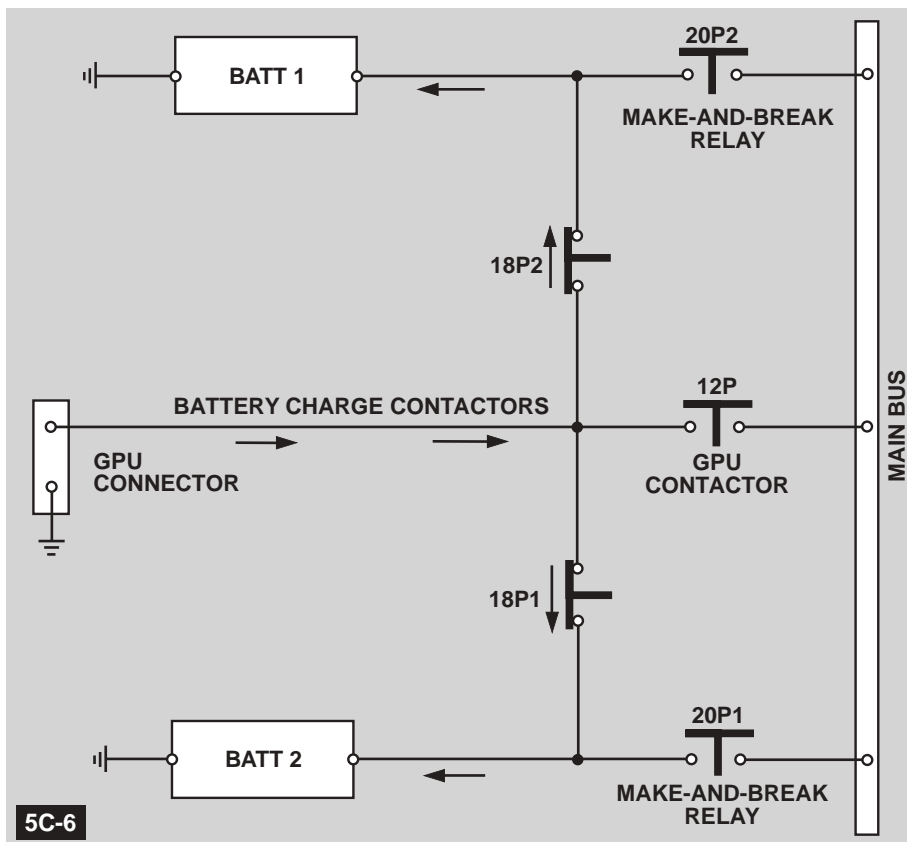 20P2
BATT 1
MAKE-AND-BREAK
RELAY
18P2
12P
BATTERY CHARGE CONTACTORS
MAIN BUS
GPU
CONNECTOR
GPU
CONTACTOR
18P1
20P1
BATT 2
MAKE-AND-BREAK
RELAY
5C-6